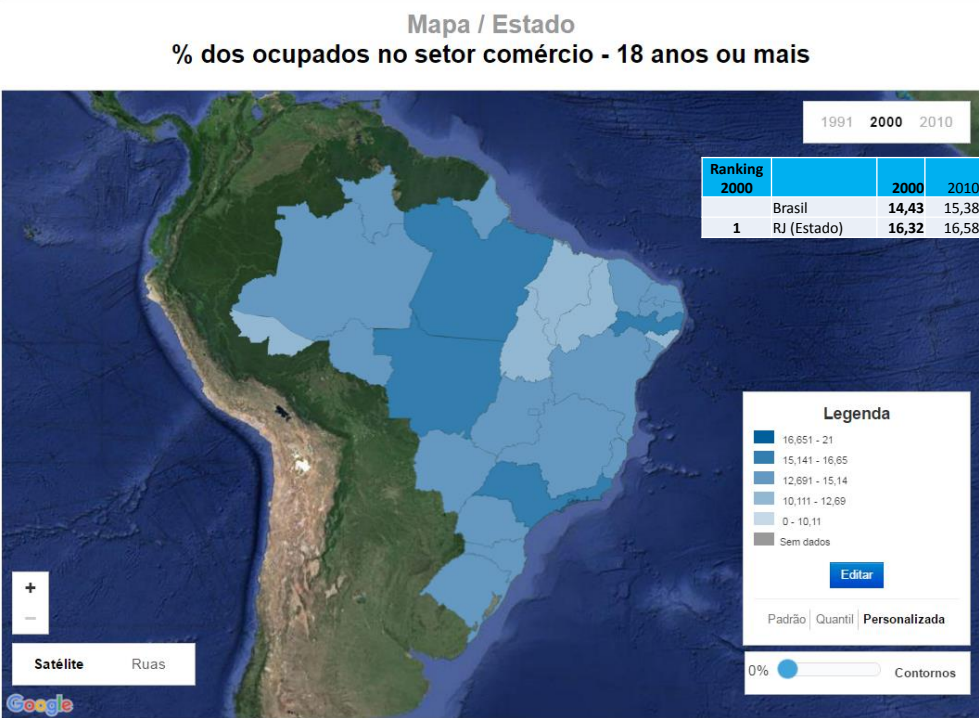 Mapa / Estado
% dos ocupados no setor comércio - 18 anos ou mais
1991 2000 2010
Ranking
2000 2000 2010
Brasil 14,43 15,38
1 RJ (Estado) 16,32 16,58
Legenda
16,651 - 21
15,141 - 16,65
12,691 - 15,14
10,111 - 12,69
0 - 10,11
Sem dados
Editar
Padrão Quantil Personalizada
+
−
Satélite Ruas
0% Contornos
Google